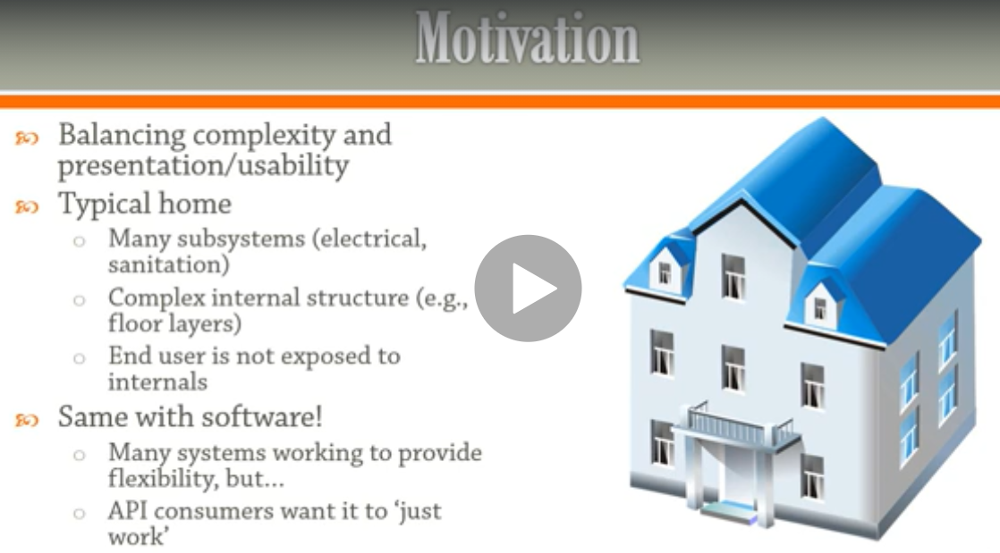 Motivation
Balancing complexity and
presentation/usability
Typical home
Many subsystems (electrical,
sanitation)
Complex internal structure (e.g.,
floor layers)
End user is not exposed to
internals
Same with software!
Many systems working to provide
flexibility, but...
API consumers want it to ‘just
work’